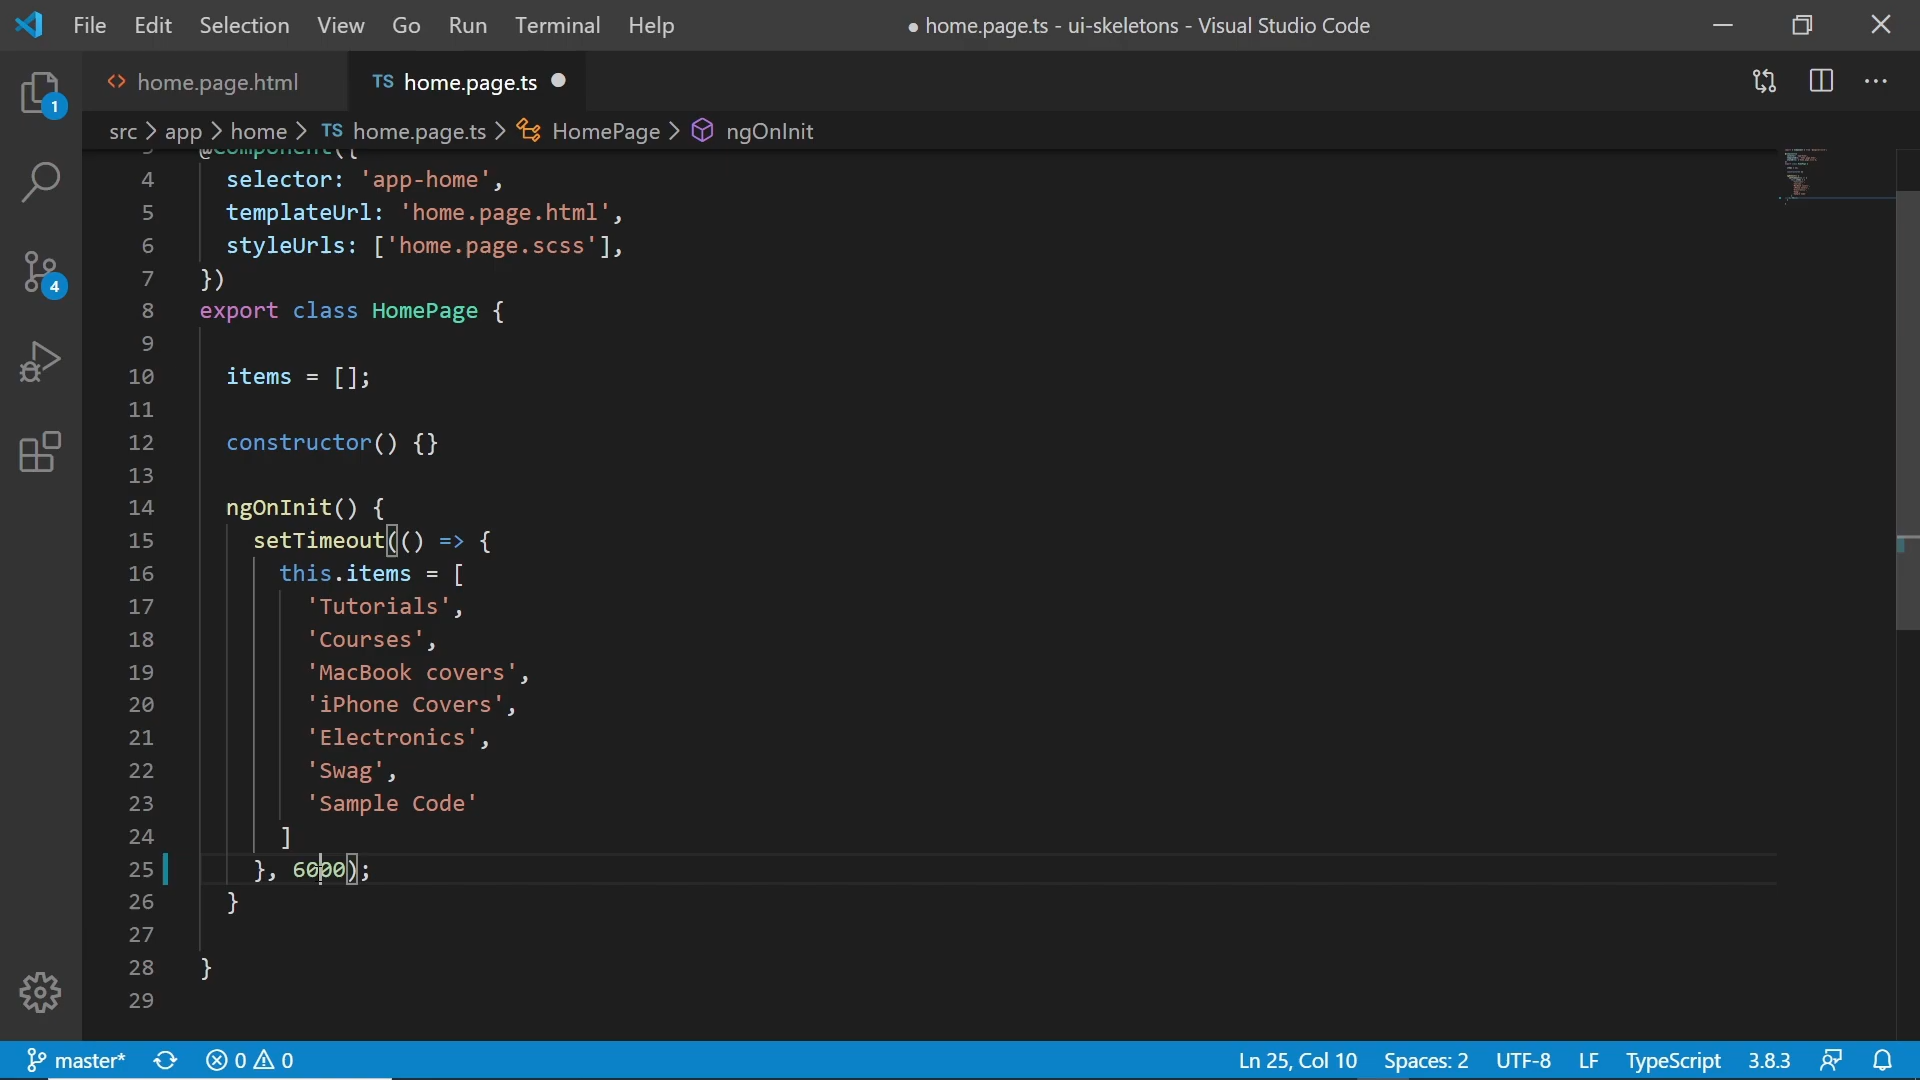 File Edit Selection View Go Run Terminal Help
● home.page.ts - ui-skeletons - Visual Studio Code
<> home.page.html
TS home.page.ts ●
src > app > home > TS home.page.ts > HomePage > ngOnInit
1
4
3 @Component({
4 selector: 'app-home',
5 templateUrl: 'home.page.html',
6 styleUrls: ['home.page.scss'],
7 })
8 export class HomePage {
9
10 items = [];
11
12 constructor() {}
13
14 ngOnInit() {
15 setTimeout(() => {
16 this.items = [
17 'Tutorials',
18 'Courses',
19 'MacBook covers',
20 'iPhone Covers',
21 'Electronics',
22 'Swag',
23 'Sample Code'
24 ]
25 }, 6000);
26 }
27
28 }
29
master* 0 0 Ln 25, Col 10 Spaces: 2 UTF-8 LF TypeScript 3.8.3